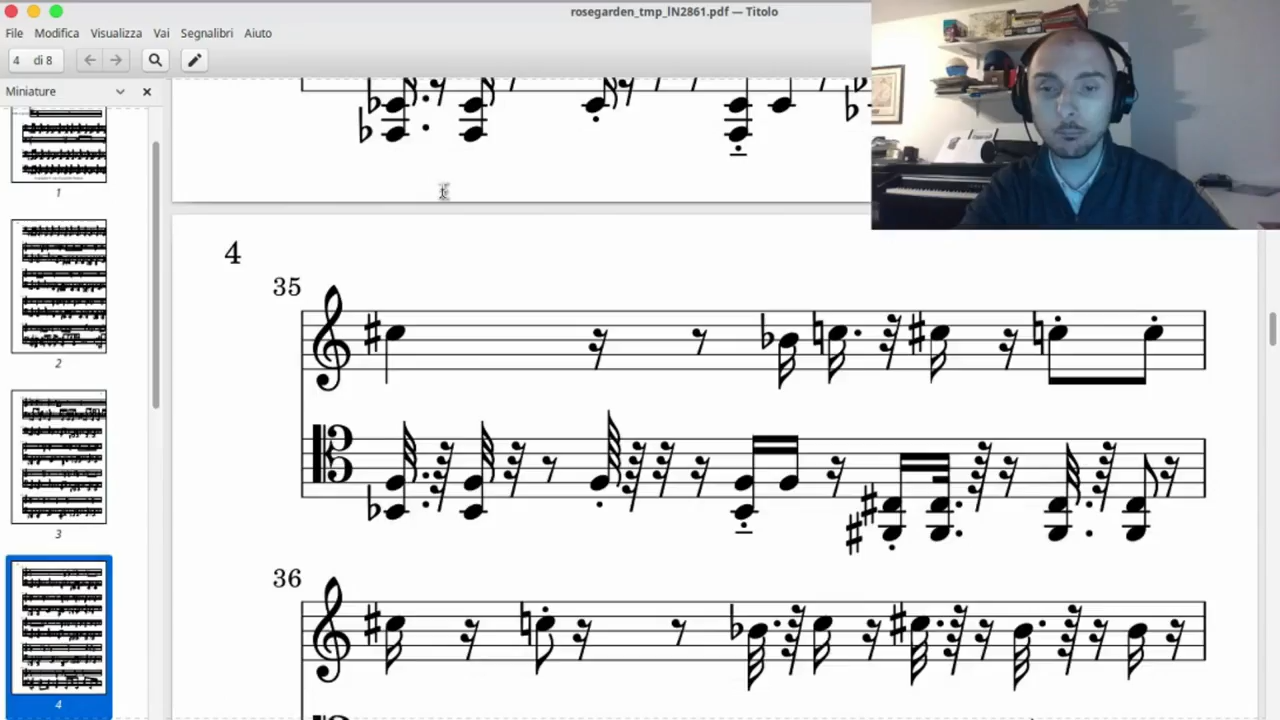 rosegarden_tmp_lN2861.pdf — Titolo
File Modifica Visualizza Vai Segnalibri Aiuto
4 di 8
Miniature
1
2
3
4
4
35
36